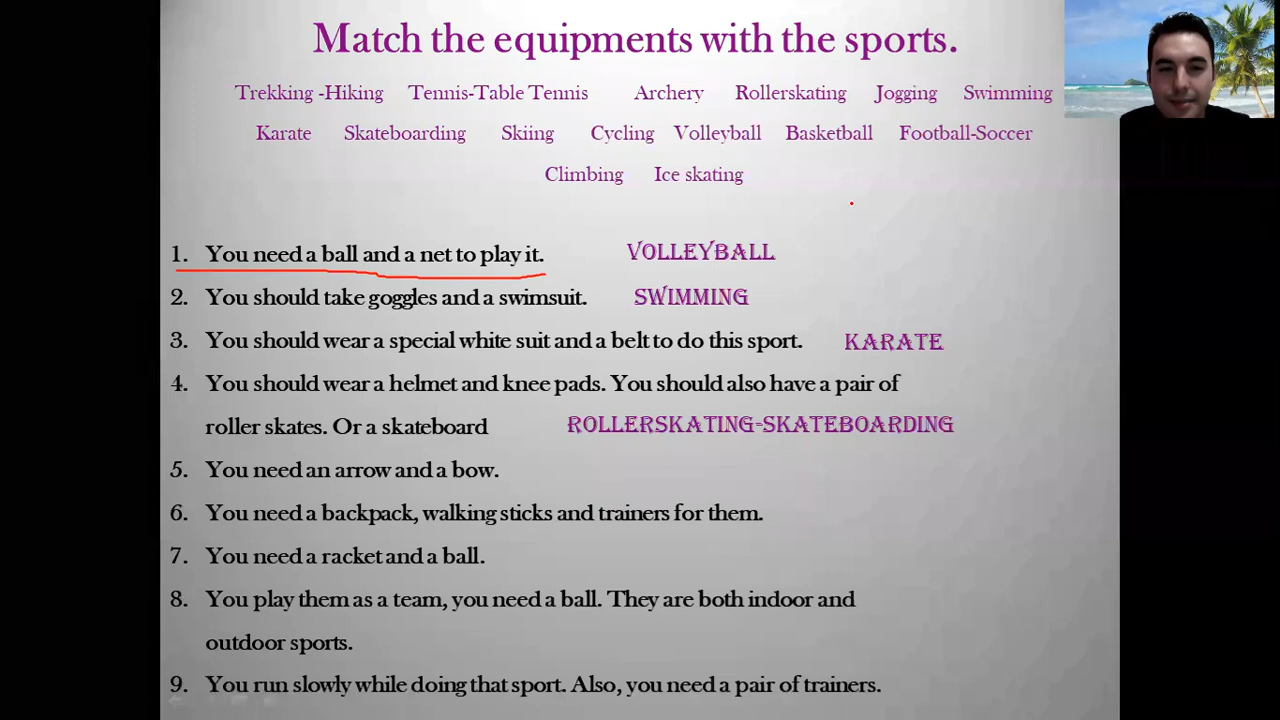 Match the equipments with the sports.
Trekking -Hiking Tennis-Table Tennis Archery Rollerskating Jogging Swimming
Karate Skateboarding Skiing Cycling Volleyball Basketball Football-Soccer
Climbing Ice skating
1. You need a ball and a net to play it. VOLLEYBALL
2. You should take goggles and a swimsuit. SWIMMING
3. You should wear a special white suit and a belt to do this sport. KARATE
4. You should wear a helmet and knee pads. You should also have a pair of
roller skates. Or a skateboard ROLLERSKATING-SKATEBOARDING
5. You need an arrow and a bow.
6. You need a backpack, walking sticks and trainers for them.
7. You need a racket and a ball.
8. You play them as a team, you need a ball. They are both indoor and
outdoor sports.
9. You run slowly while doing that sport. Also, you need a pair of trainers.